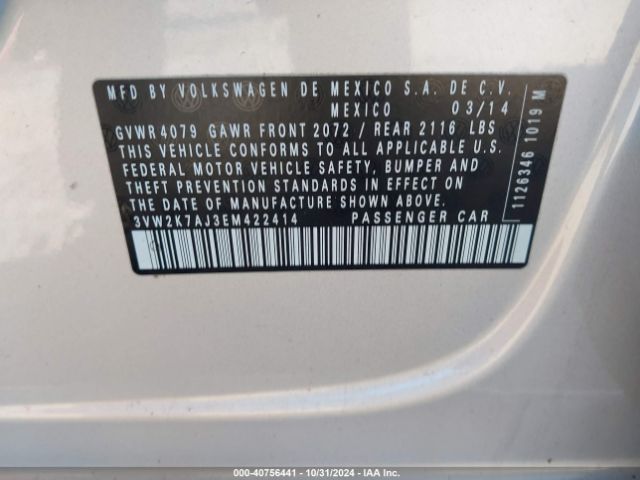 MFD BY VOLKSWAGEN DE MEXICO S.A. DE C.V.
MEXICO 03/14
GVWR 4079 GAWR FRONT 2072 / REAR 2116 LBS
THIS VEHICLE CONFORMS TO ALL APPLICABLE U.S.
FEDERAL MOTOR VEHICLE SAFETY, BUMPER AND
THEFT PREVENTION STANDARDS IN EFFECT ON
THE DATE OF MANUFACTURE SHOWN ABOVE.
3VW2K7AJ3EM422414 PASSENGER CAR
1126346 1019 M
000-40756441 - 10/31/2024 - IAA Inc.